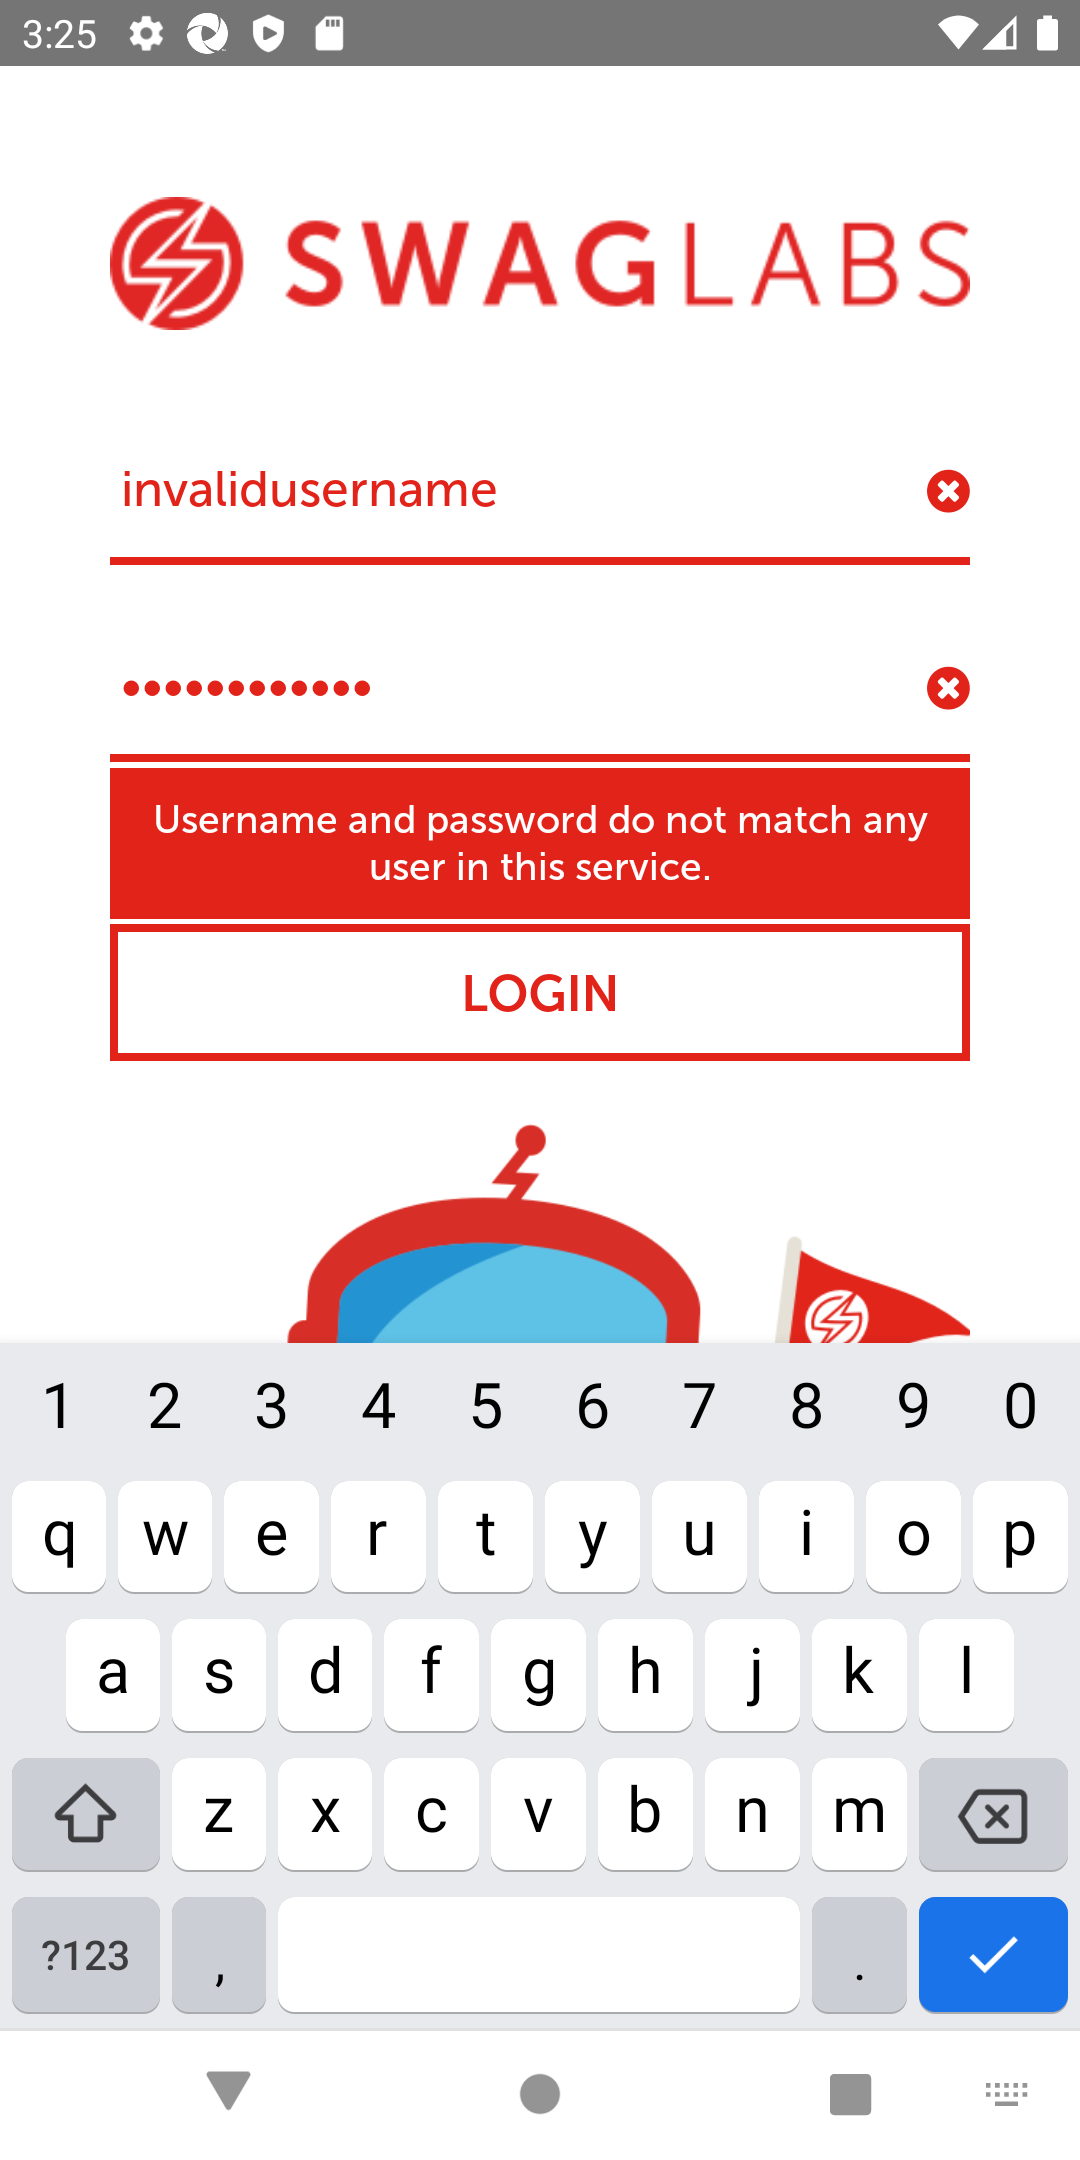 3:25
SWAGLABS
invalidusername
••••••••••••
Username and password do not match any
user in this service.
LOGIN
1 2 3 4 5 6 7 8 9 0
q w e r t y u i o p
a s d f g h j k l
z x c v b n m
?123 , .